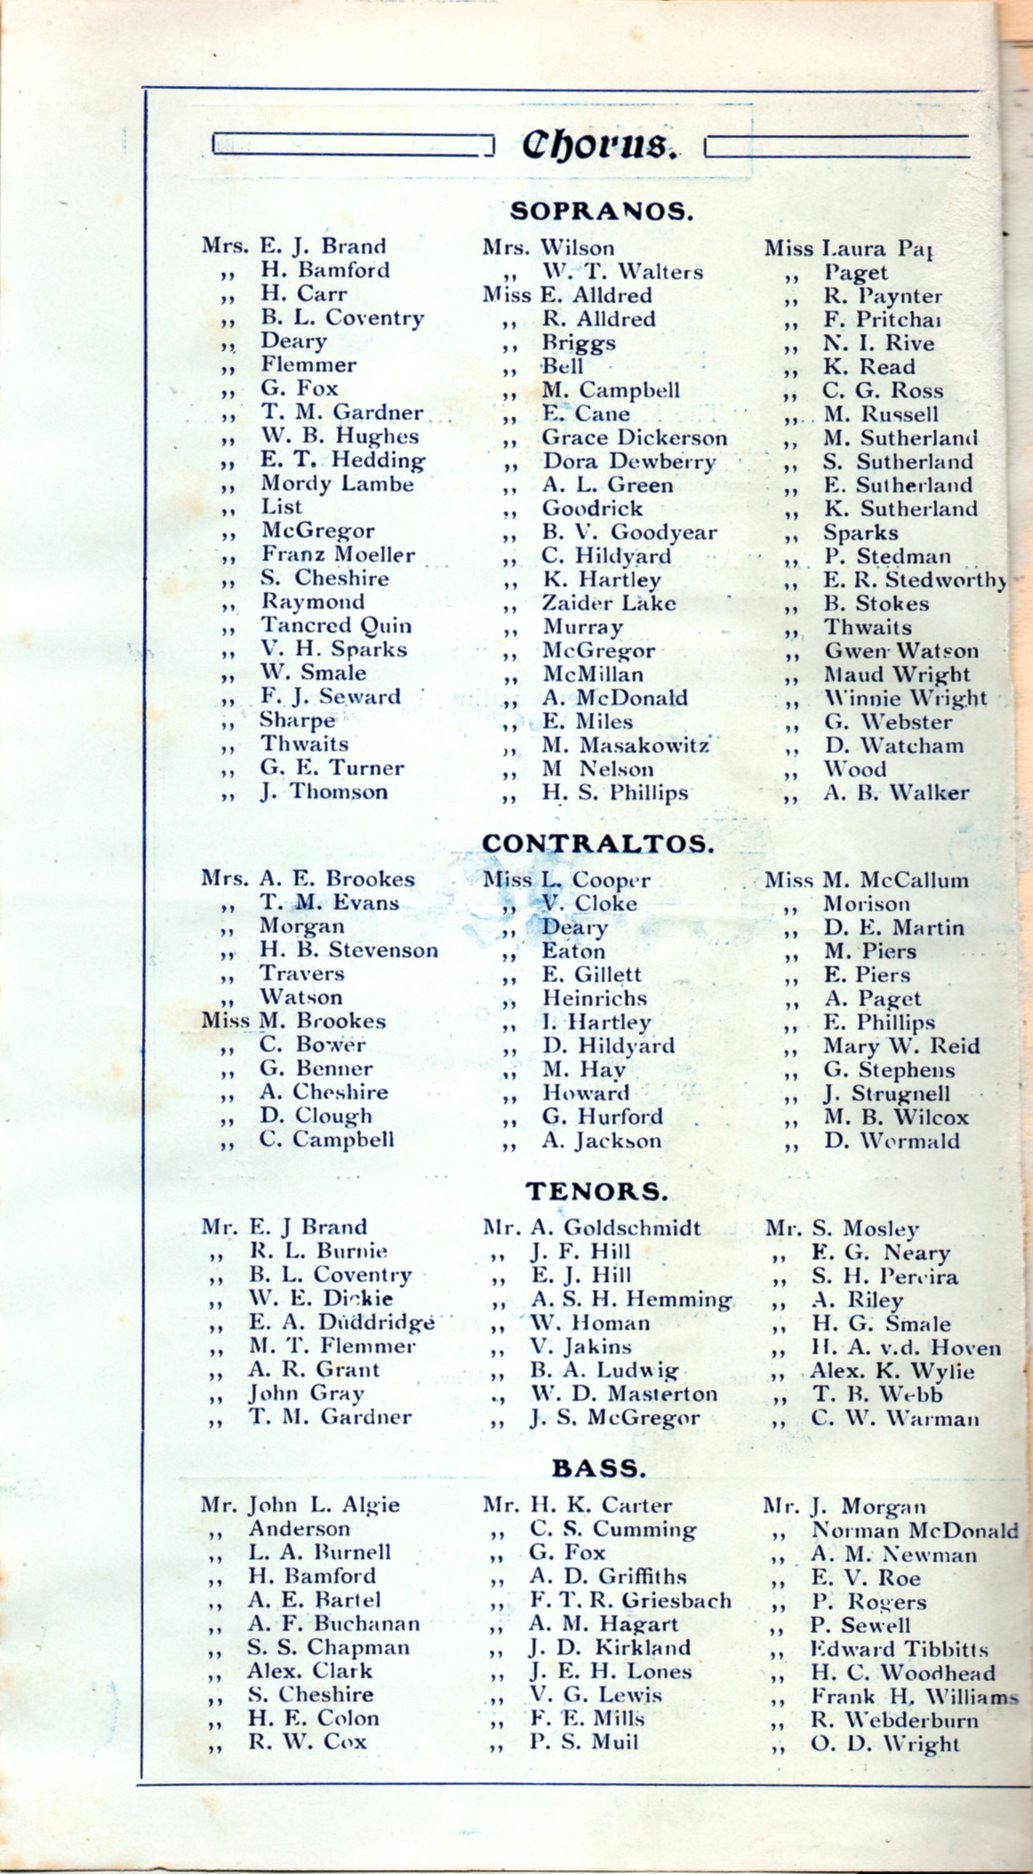 Chorus.
SOPRANOS.
Mrs. E. J. Brand
,, H. Bamford
,, H. Carr
,, B. L. Coventry
,, Deary
,, Flemmer
,, G. Fox
,, T. M. Gardner
,, W. B. Hughes
,, E. T. Hedding
,, Mordy Lambe
,, List
,, McGregor
,, Franz Moeller
,, S. Cheshire
,, Raymond
,, Tancred Quin
,, V. H. Sparks
,, W. Smale
,, F. J. Seward
,, Sharpe
,, Thwaits
,, G. E. Turner
,, J. Thomson
Mrs. Wilson
,, W. T. Walters
Miss E. Alldred
,, R. Alldred
,, Briggs
,, Bell
,, M. Campbell
,, E. Cane
,, Grace Dickerson
,, Dora Dewberry
,, A. L. Green
,, Goodrick
,, B. V. Goodyear
,, C. Hildyard
,, K. Hartley
,, Zaider Lake
,, Murray
,, McGregor
,, McMillan
,, A. McDonald
,, E. Miles
,, M. Masakowitz
,, M Nelson
,, H. S. Phillips
Miss Laura
,, Paget
,, R. Paynter
,, F.
,, N. I. Rive
,, K. Read
,, C. G. Ross
,, M. Russell
,, M. Sutherland
,, S. Sutherland
,, E. Sutherland
,, K. Sutherland
,, Sparks
,, P. Stedman
,, E. R. Stedworthy
,, B. Stokes
,, Thwaits
,, Gwen Watson
,, Maud Wright
,, Winnie Wright
,, G. Webster
,, D. Watcham
,, Wood
,, A. B. Walker
CONTRALTOS.
Mrs. A. E. Brookes
,, T. M. Evans
,, Morgan
,, H. B. Stevenson
,, Travers
,, Watson
Miss M. Brookes
,, C. Bower
,, G. Benner
,, A. Cheshire
,, D. Clough
,, C. Campbell
Miss L. Cooper
,, V. Cloke
,, Deary
,, Eaton
,, E. Gillett
,, Heinrichs
,, I. Hartley
,, D. Hildyard
,, M. Hay
,, Howard
,, G. Hurford
,, A. Jackson
Miss M. McCallum
,, Morison
,, D. E. Martin
,, M. Piers
,, E. Piers
,, A. Paget
,, E. Phillips
,, Mary W. Reid
,, G. Stephens
,, J. Strugnell
,, M. B. Wilcox
,, D. Wormald
TENORS.
Mr. E. J Brand
,, R. L. Burnie
,, B. L. Coventry
,, W. E. Dickie
,, E. A. Duddridge
,, M. T. Flemmer
,, A. R. Grant
,, John Gray
,, T. M. Gardner
Mr. A. Goldschmidt
,, J. F. Hill
,, E. J. Hill
,, A. S. H. Hemming
,, W. Homan
,, V. Jakins
,, B. A. Ludwig
,, W. D. Masterton
,, J. S. McGregor
Mr. S. Mosley
,, E. G. Neary
,, S. H. Pereira
,, A. Riley
,, H. G. Smale
,, H. A. v.d. Hoven
,, Alex. K. Wylie
,, T. B. Webb
,, C. W. Warman
BASS.
Mr. John L. Algie
,, Anderson
,, L. A. Burnell
,, H. Bamford
,, A. E. Bartel
,, A. F. Buchanan
,, S. S. Chapman
,, Alex. Clark
,, S. Cheshire
,, H. E. Colon
,, R. W. Cox
Mr. H. K. Carter
,, C. S. Cumming
,, G. Fox
,, A. D. Griffiths
,, F. T. R. Griesbach
,, A. M. Hagart
,, J. D. Kirkland
,, J. E. H. Lones
,, V. G. Lewis
,, F. E. Mills
,, P. S. Muil
Mr. J. Morgan
,, Norman McDonald
,, A. M. Newman
,, E. V. Roe
,, P. Rogers
,, P. Sewell
,, Edward Tibbitts
,, H. C. Woodhead
,, Frank H. Williams
,, R. Webderburn
,, O. D. Wright